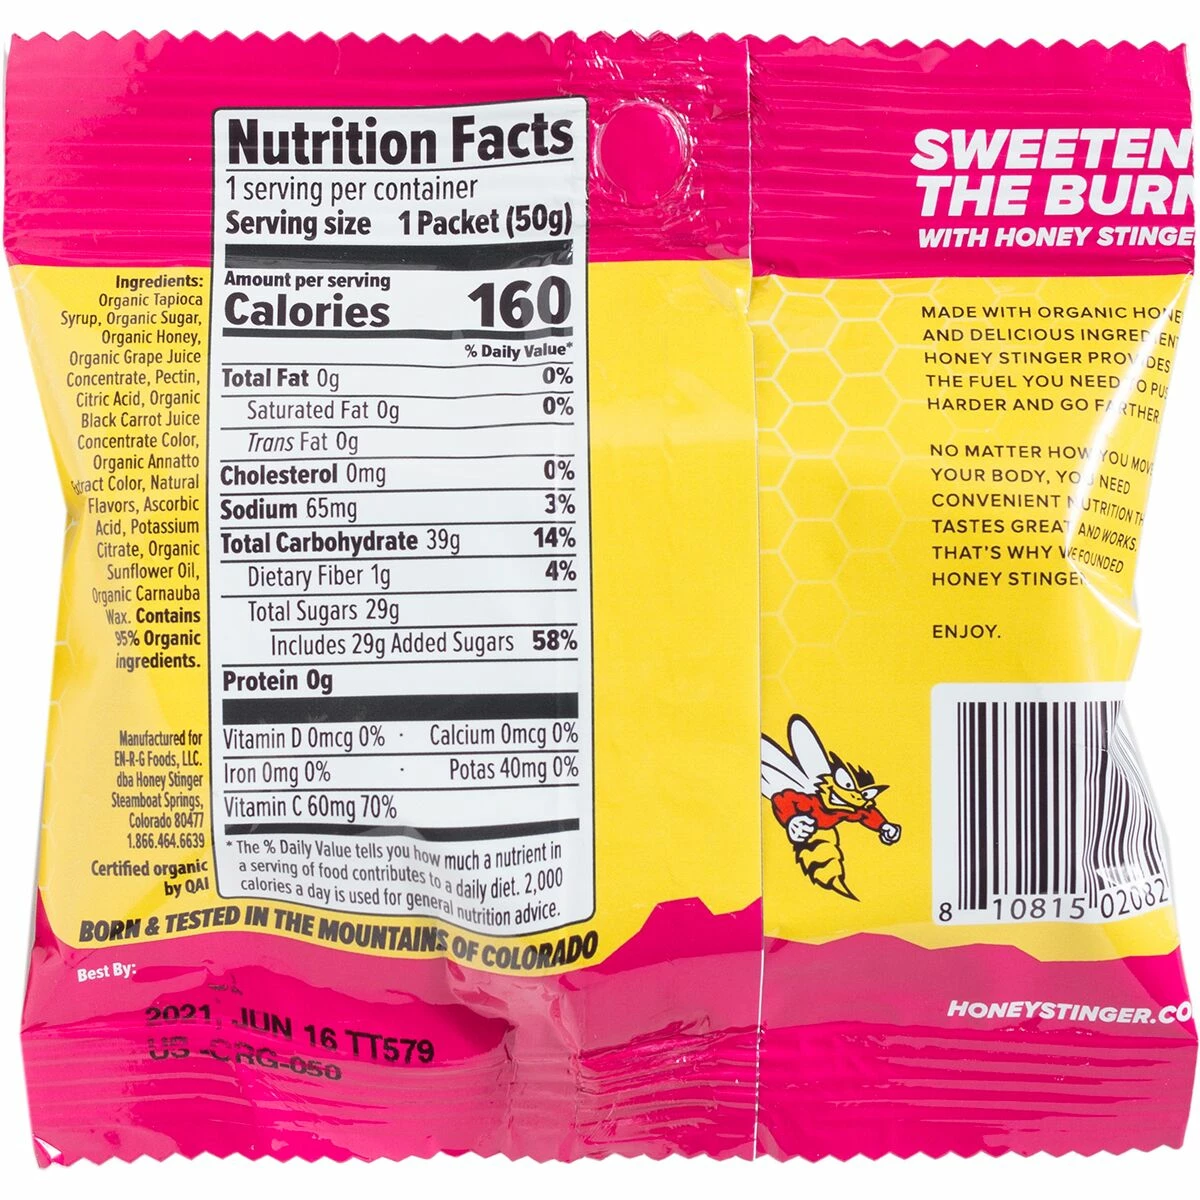 Nutrition Facts
1 serving per container
Serving size 1 Packet (50g)
Amount per serving
Calories 160
% Daily Value*
Total Fat 0g 0%
Saturated Fat 0g 0%
Trans Fat 0g
Cholesterol 0mg 0%
Sodium 65mg 3%
Total Carbohydrate 39g 14%
Dietary Fiber 1g 4%
Total Sugars 29g
Includes 29g Added Sugars 58%
Protein 0g
Vitamin D 0mcg 0% · Calcium 0mcg 0%
Iron 0mg 0% · Potas 40mg 0%
Vitamin C 60mg 70%
* The % Daily Value tells you how much a nutrient in
a serving of food contributes to a daily diet. 2,000
calories a day is used for general nutrition advice.
Ingredients:
Organic Tapioca
Syrup, Organic Sugar,
Organic Honey,
Organic Grape Juice
Concentrate, Pectin,
Citric Acid, Organic
Black Carrot Juice
Concentrate Color,
Organic Annatto
Extract Color, Natural
Flavors, Ascorbic
Acid, Potassium
Citrate, Organic
Sunflower Oil,
Organic Carnauba
Wax. Contains
95% Organic
ingredients.
Manufactured for
EN-R-G Foods, LLC.
dba Honey Stinger
Steamboat Springs,
Colorado 80477
1.866.464.6639
Certified organic
by QAI
BORN & TESTED IN THE MOUNTAINS OF COLORADO
Best By:
2021 JUN 16 TT579
US -ORG-050
SWEETEN
THE BURN
WITH HONEY STINGE
MADE WITH ORGANIC HONE
AND DELICIOUS INGREDIENT
HONEY STINGER PROVIDES
THE FUEL YOU NEED TO PUS
HARDER AND GO FARTHER.
NO MATTER HOW YOU MOVE
YOUR BODY, YOU NEED
CONVENIENT NUTRITION TH
TASTES GREAT AND WORKS.
THAT'S WHY WE FOUNDED
HONEY STINGE
ENJOY.
8 10815 02082
HONEYSTINGER.CO